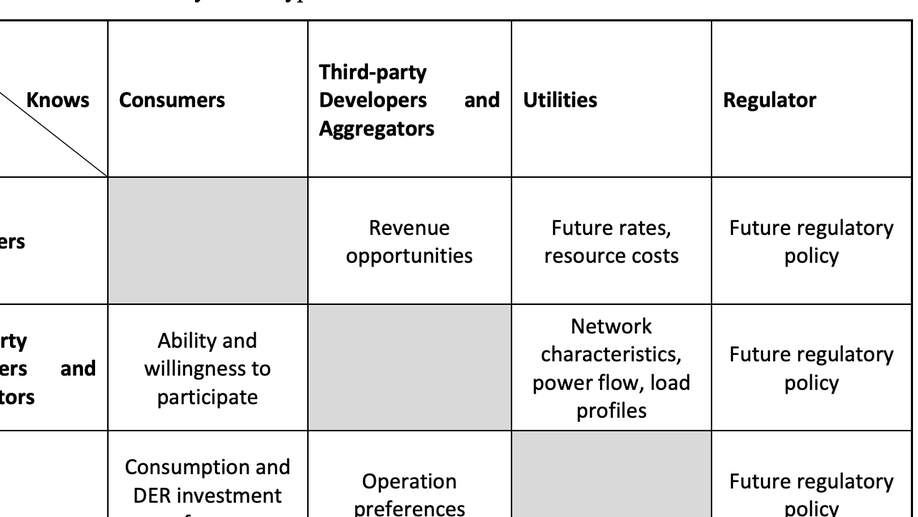 Knows
Consumers
Third-party
Developers and
Aggregators
Utilities
Regulator
ers
Revenue
opportunities
Future rates,
resource costs
Future regulatory
policy
rty
ers and
tors
Ability and
willingness to
participate
Network
characteristics,
power flow, load
profiles
Future regulatory
policy
Consumption and
DER investment
Operation
preferences
Future regulatory
policy